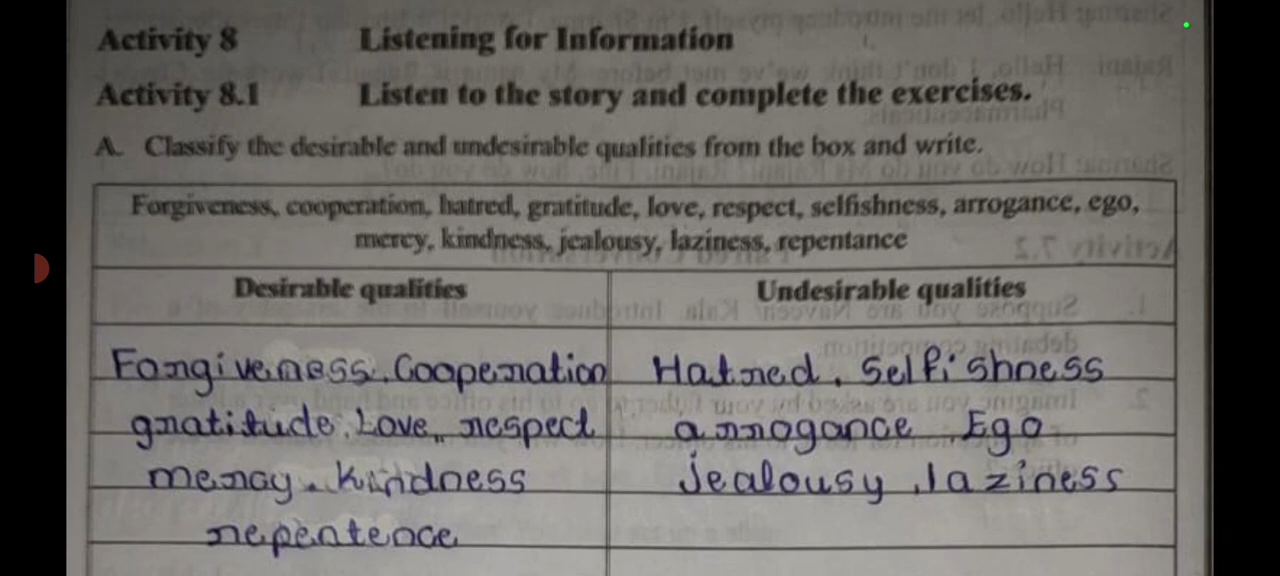 Activity 8 Listening for Information
Activity 8.1 Listen to the story and complete the exercises.
A. Classify the desirable and undesirable qualities from the box and write.
Forgiveness, cooperation, hatred, gratitude, love, respect, selfishness, arrogance, ego,
mercy, kindness, jealousy, laziness, repentance
Desirable qualities Undesirable qualities
Forgiveness. Cooperation Hatred, Selfishness
gratitude. Love, respect arrogance Ego
mercy. kindness Jealousy, laziness
repentence